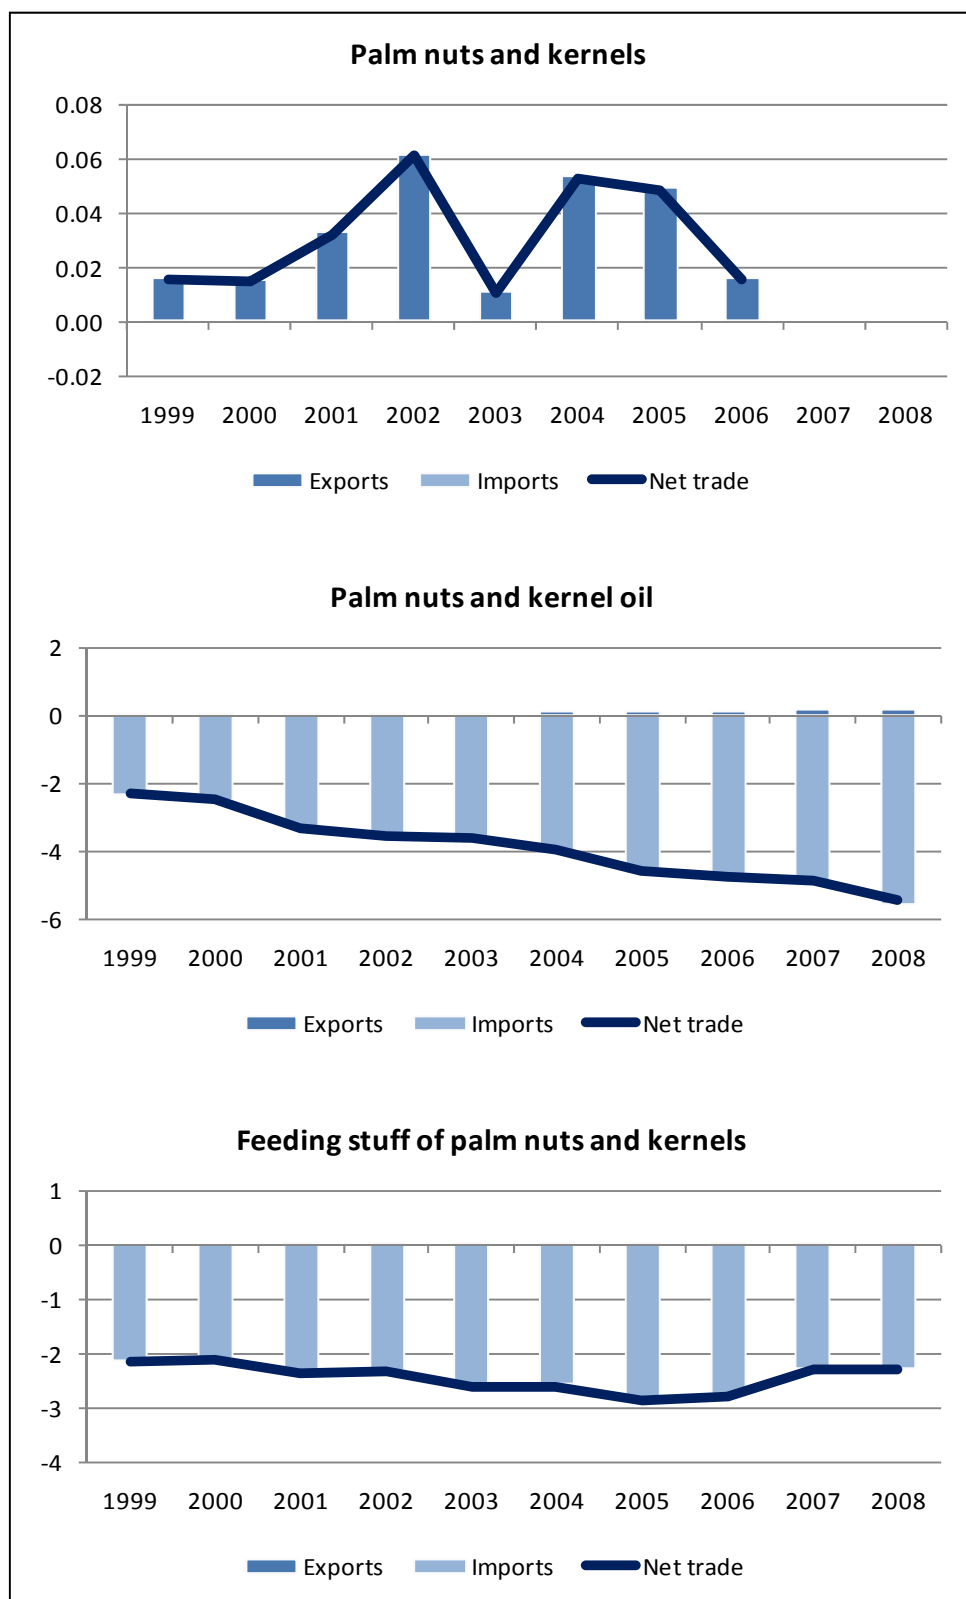 Palm nuts and kernels
0.08
0.06
0.04
0.02
0.00
-0.02
1999 2000 2001 2002 2003 2004 2005 2006 2007 2008
Exports Imports Net trade
Palm nuts and kernel oil
2
0
-2
-4
-6
1999 2000 2001 2002 2003 2004 2005 2006 2007 2008
Exports Imports Net trade
Feeding stuff of palm nuts and kernels
1
0
-1
-2
-3
-4
1999 2000 2001 2002 2003 2004 2005 2006 2007 2008
Exports Imports Net trade